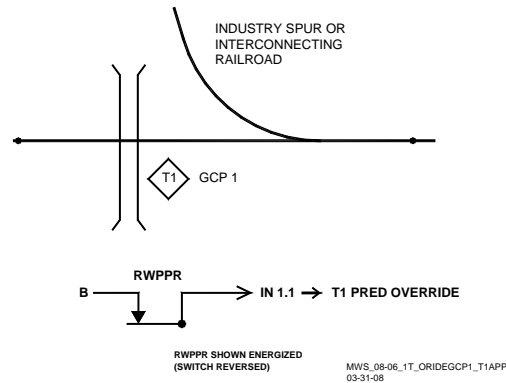 INDUSTRY SPUR OR
INTERCONNECTING
RAILROAD
T1 GCP 1
RWPPR
B IN 1.1 T1 PRED OVERRIDE
RWPPR SHOWN ENERGIZED
(SWITCH REVERSED)
MWS_08-06_1T_ORIDEGCP1_T1APP
03-31-08